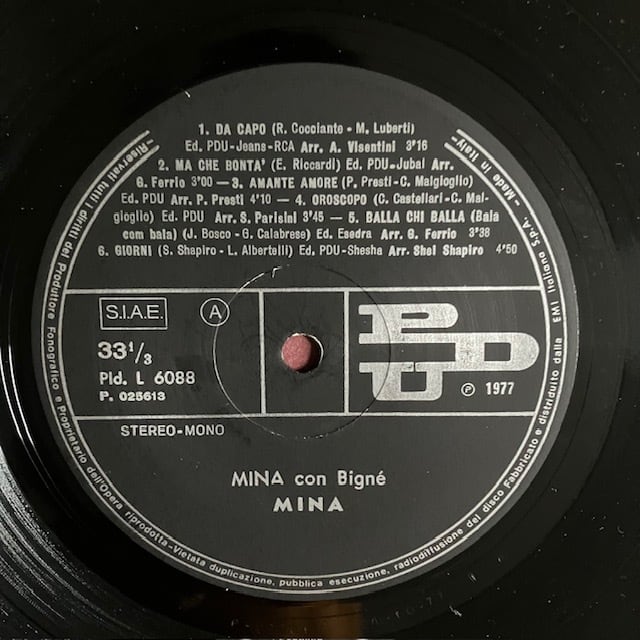 1. DA CAPO (R. Cocciante - M. Luberti)
Ed. PDU-Jeans-RCA Arr. A. Visentini 3'16
2. MA CHE BONTA' (E. Riccardi) Ed. PDU-Jubal Arr.
G. Ferrio 3'00 — 3. AMANTE AMORE (P. Presti-C. Malgioglio)
Ed. PDU Arr. P. Presti 4'10 — 4. OROSCOPO (C. Castellari-C. Mal-
gioglio) Ed. PDU Arr. S. Parisini 3'45 — 5. BALLA CHI BALLA (Bala
com bala) (J. Bosco - G. Calabrese) Ed. Esedra Arr. G. Ferrio 3'38
6. GIORNI (S. Shapiro - L. Albertelli) Ed. PDU-Shesha Arr. Shel Shapiro 4'50
S.I.A.E. A
33 1/3
Pld. L 6088
P. 025613
PDU
℗ 1977
STEREO-MONO
MINA con Bignè
MINA
-Riservati tutti i diritti del Produttore Fonografico e Proprietario dell'Opera riprodotta-Vietata duplicazione, pubblica esecuzione, radiodiffusione del disco Fabbricato e distribuito dalla EMI Italiana S.p.A. -Made in Italy-